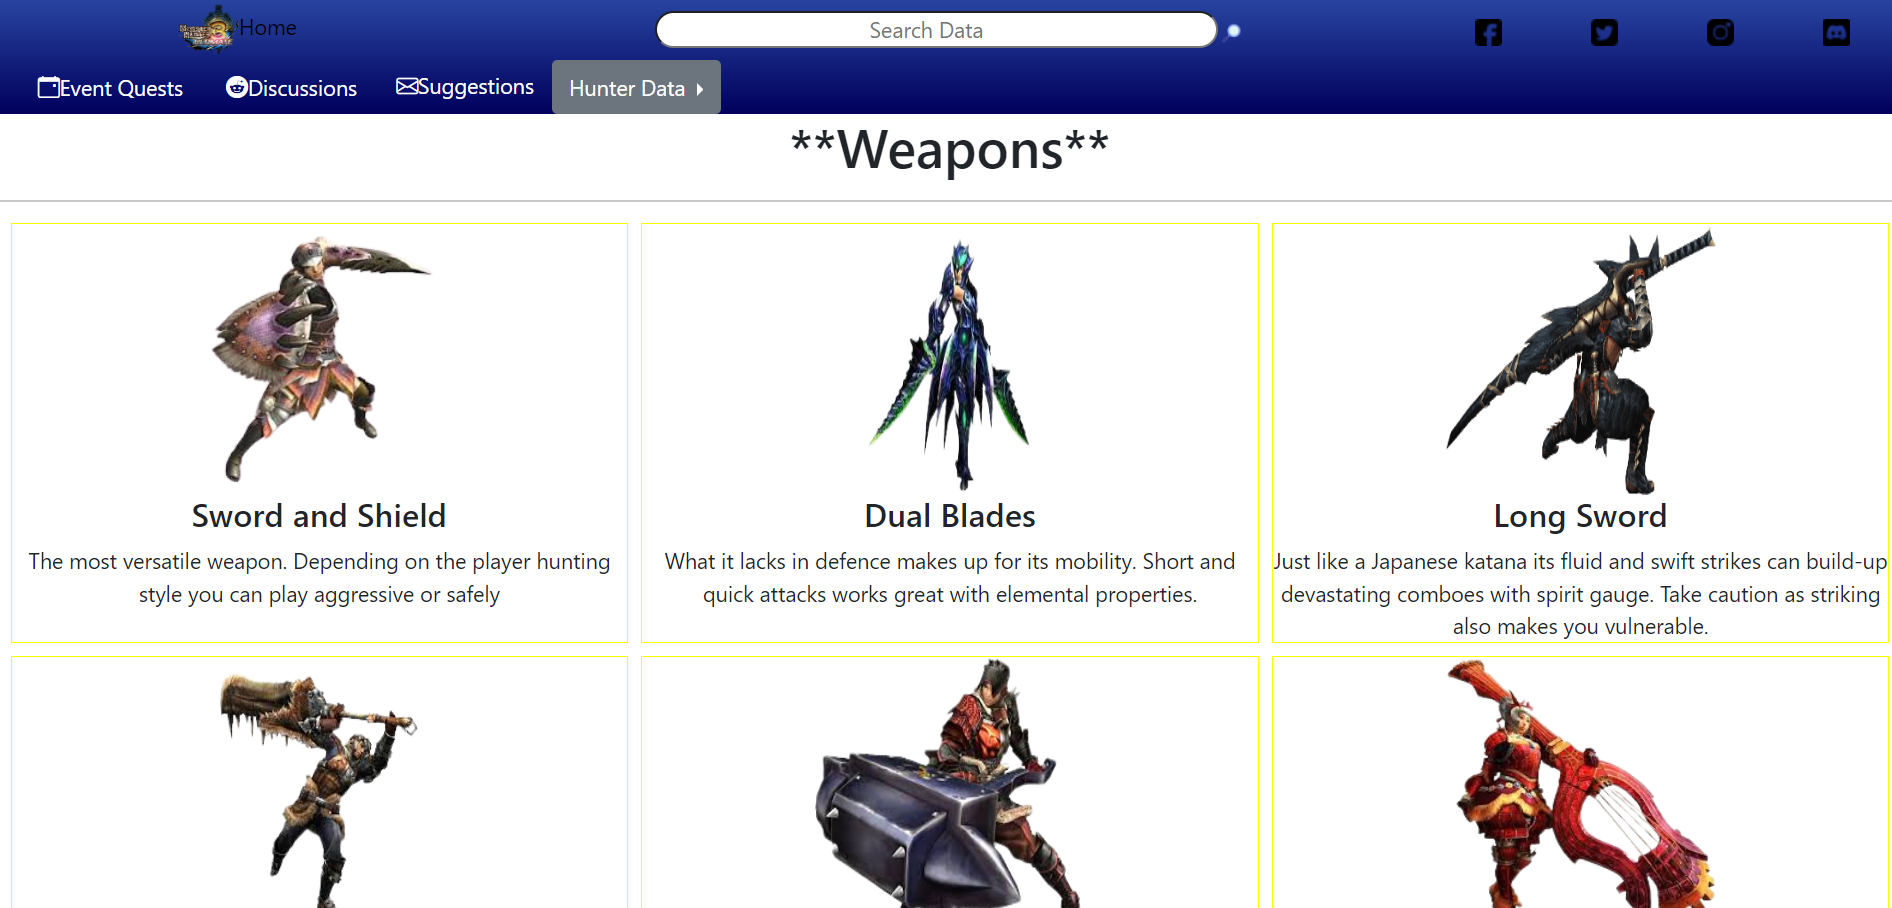 Home
Search Data
Event Quests
Discussions
Suggestions
Hunter Data
**Weapons**
Sword and Shield
The most versatile weapon. Depending on the player hunting
style you can play aggressive or safely
Dual Blades
What it lacks in defence makes up for its mobility. Short and
quick attacks works great with elemental properties.
Long Sword
Just like a Japanese katana its fluid and swift strikes can build-up
devastating comboes with spirit gauge. Take caution as striking
also makes you vulnerable.